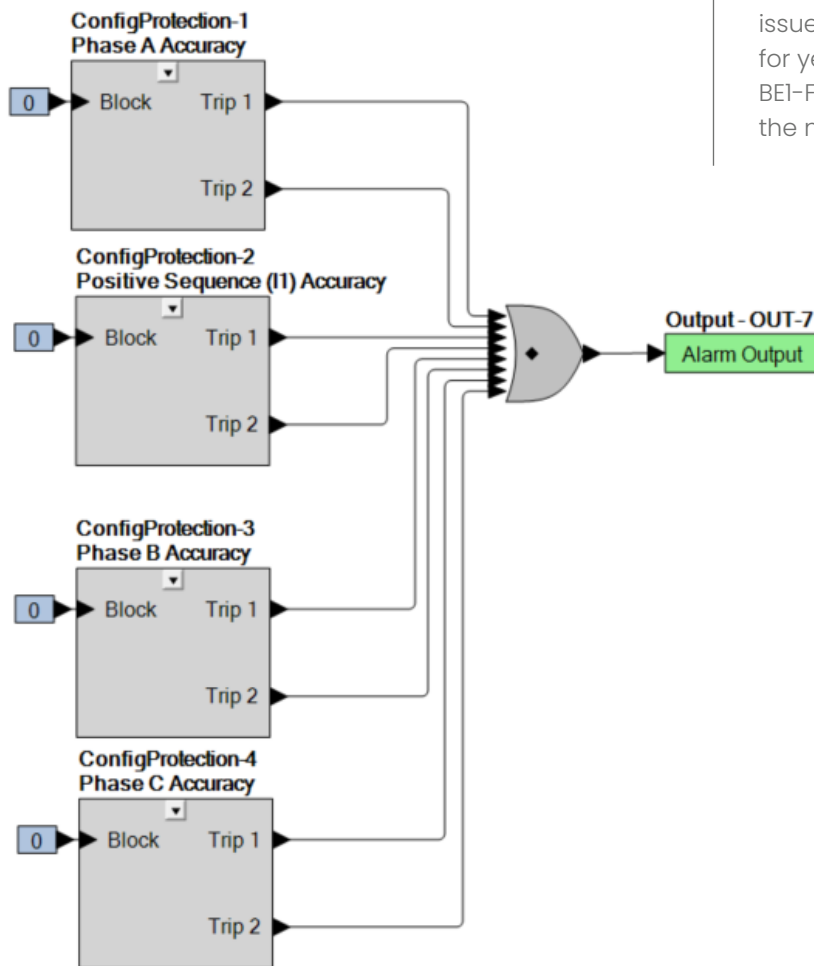 issue
for ye
BE1-F
the n
ConfigProtection-1
Phase A Accuracy
0
Block
Trip 1
Trip 2
ConfigProtection-2
Positive Sequence (I1) Accuracy
0
Block
Trip 1
Trip 2
Output - OUT-7
Alarm Output
ConfigProtection-3
Phase B Accuracy
0
Block
Trip 1
Trip 2
ConfigProtection-4
Phase C Accuracy
0
Block
Trip 1
Trip 2